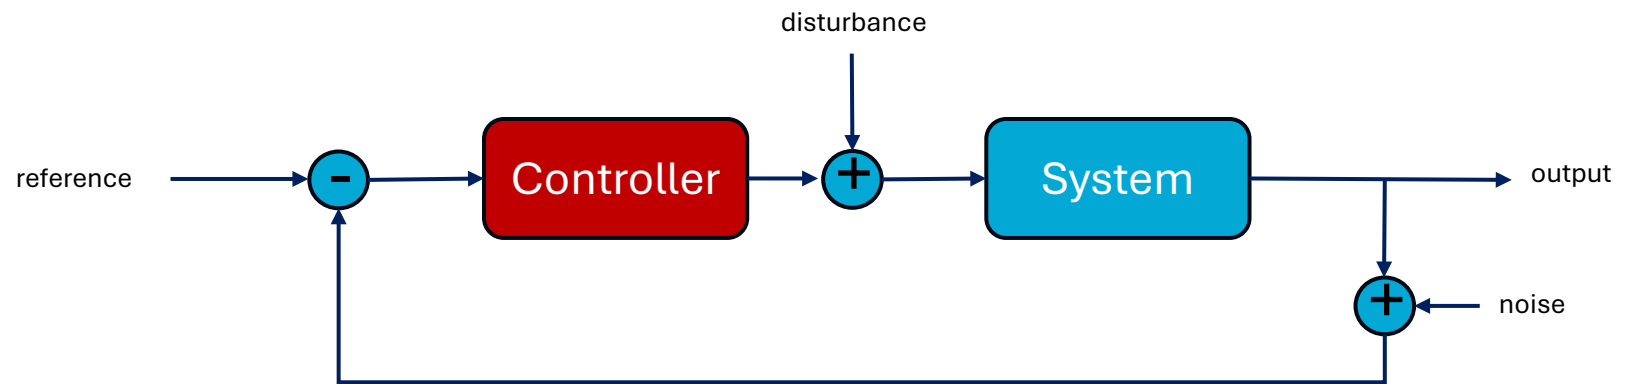 disturbance
reference
-
Controller
+
System
output
+
noise